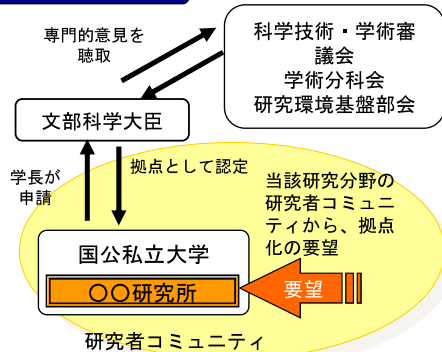 専門的意見を
聴取
科学技術・学術審
議会
学術分科会
研究環境基盤部会
文部科学大臣
学長が
申請
拠点として認定
当該研究分野の
研究者コミュニ
ティから、拠点
化の要望
国公私立大学
〇〇研究所
要望
研究者コミュニティ